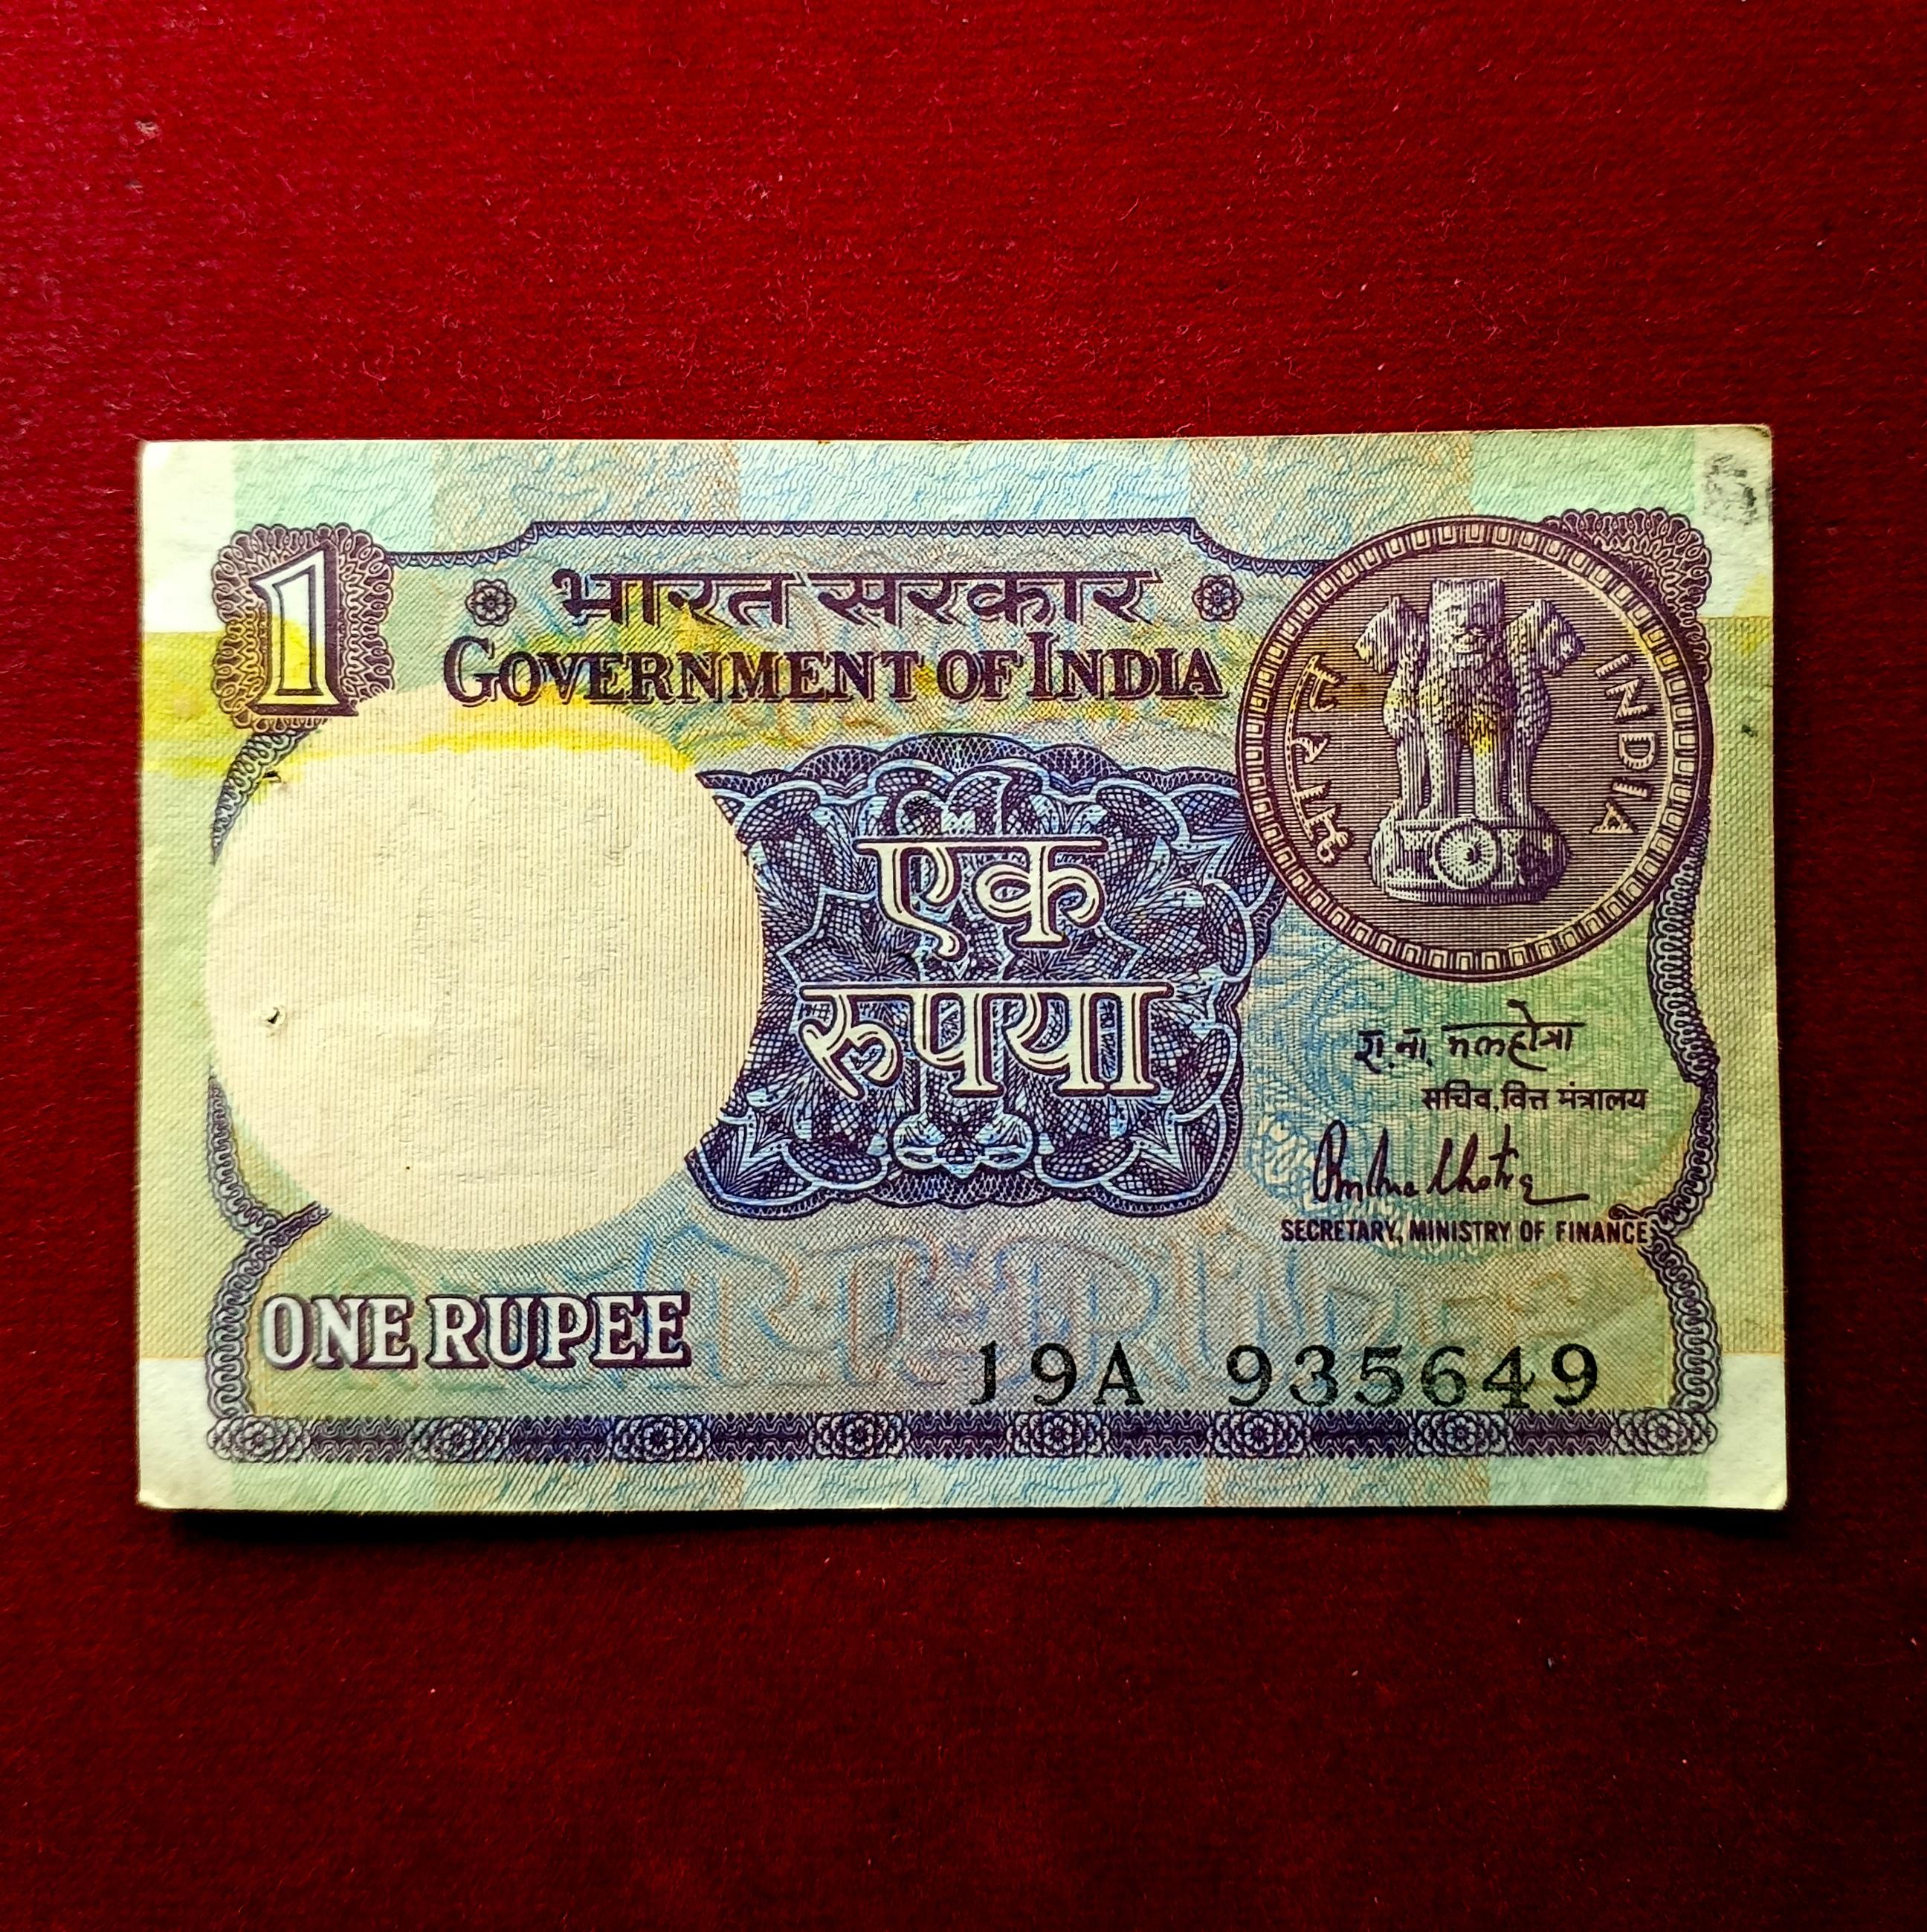 1
भारत सरकार
GOVERNMENT OF INDIA
भारत
INDIA
एक
रुपया
रा. ना. मल्होत्रा
सचिव, वित्त मंत्रालय
SECRETARY, MINISTRY OF FINANCE
ONE RUPEE
19A 935649